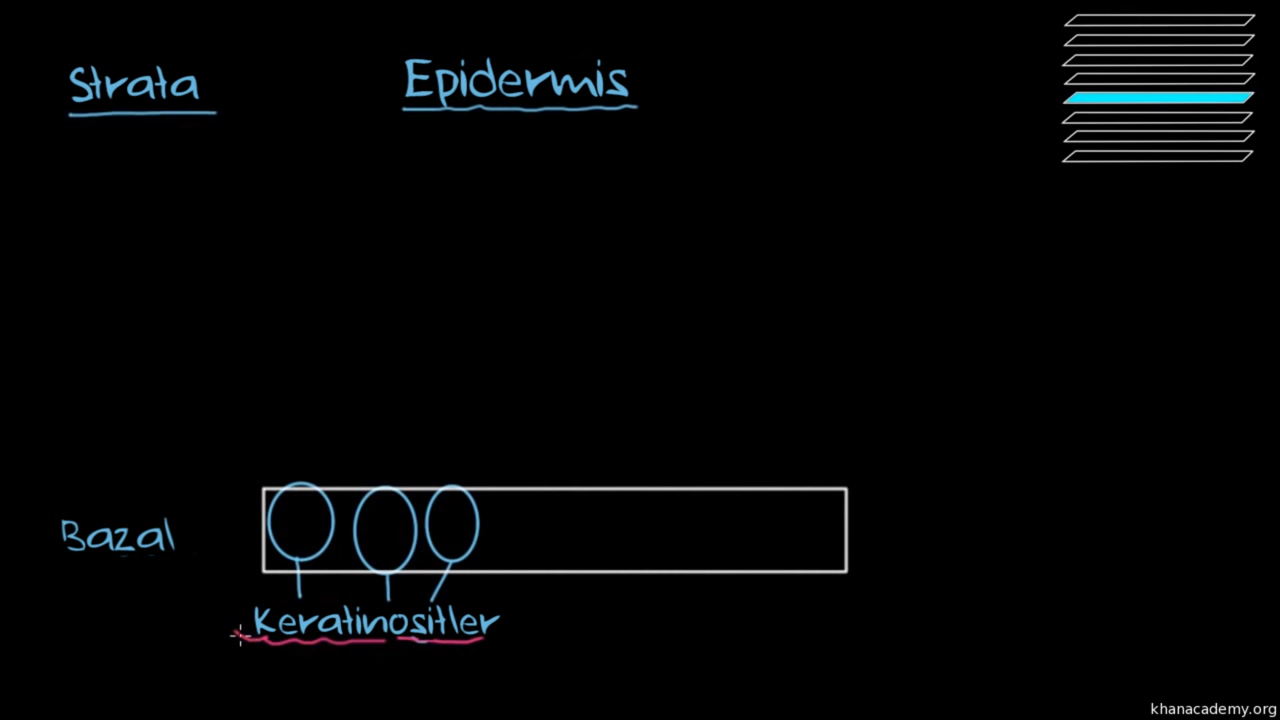 Strata
Epidermis
Bazal
Keratinositler
khanacademy.org